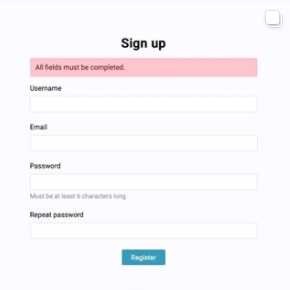 Sign up
All fields must be completed.
Username
Email
Password
Must be at least 6 characters long
Repeat password
Register